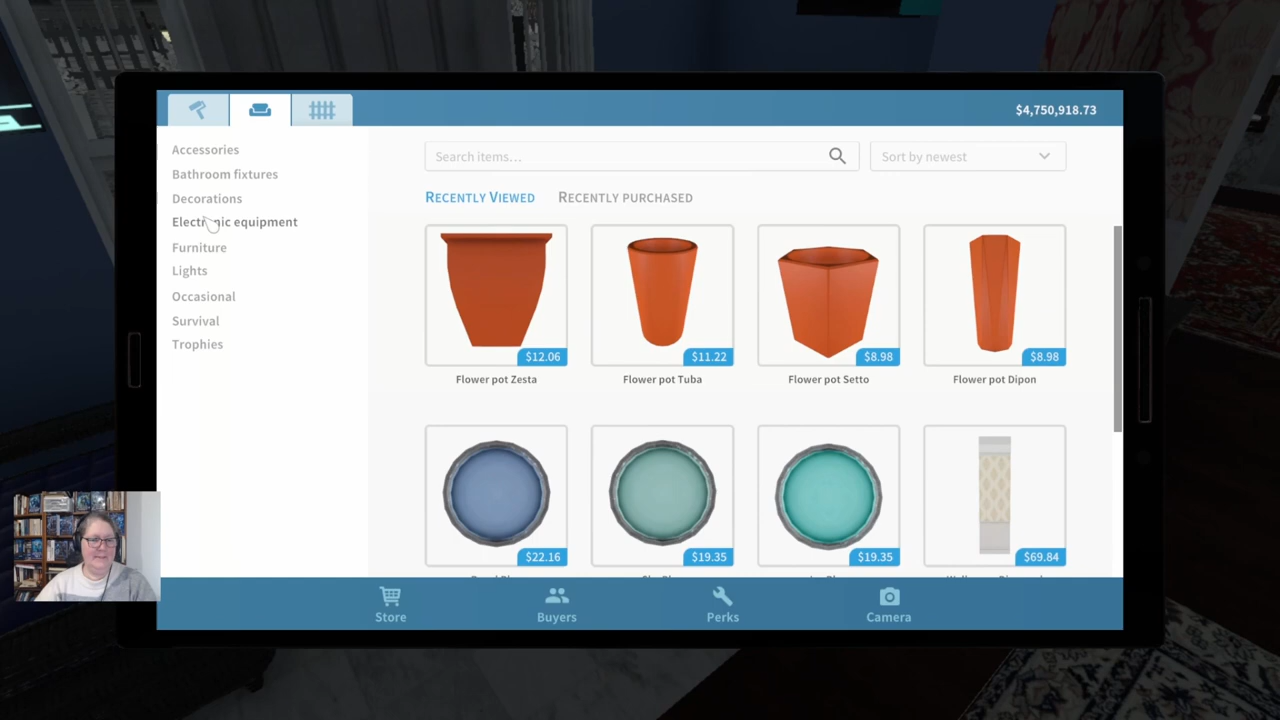 $4,750,918.73
Accessories
Bathroom fixtures
Decorations
Electronic equipment
Furniture
Lights
Occasional
Survival
Trophies
Search items...
Sort by newest
RECENTLY VIEWED
RECENTLY PURCHASED
$12.06
$11.22
$8.98
$8.98
Flower pot Zesta
Flower pot Tuba
Flower pot Setto
Flower pot Dipon
$22.16
$19.35
$19.35
$69.84
Store
Buyers
Perks
Camera